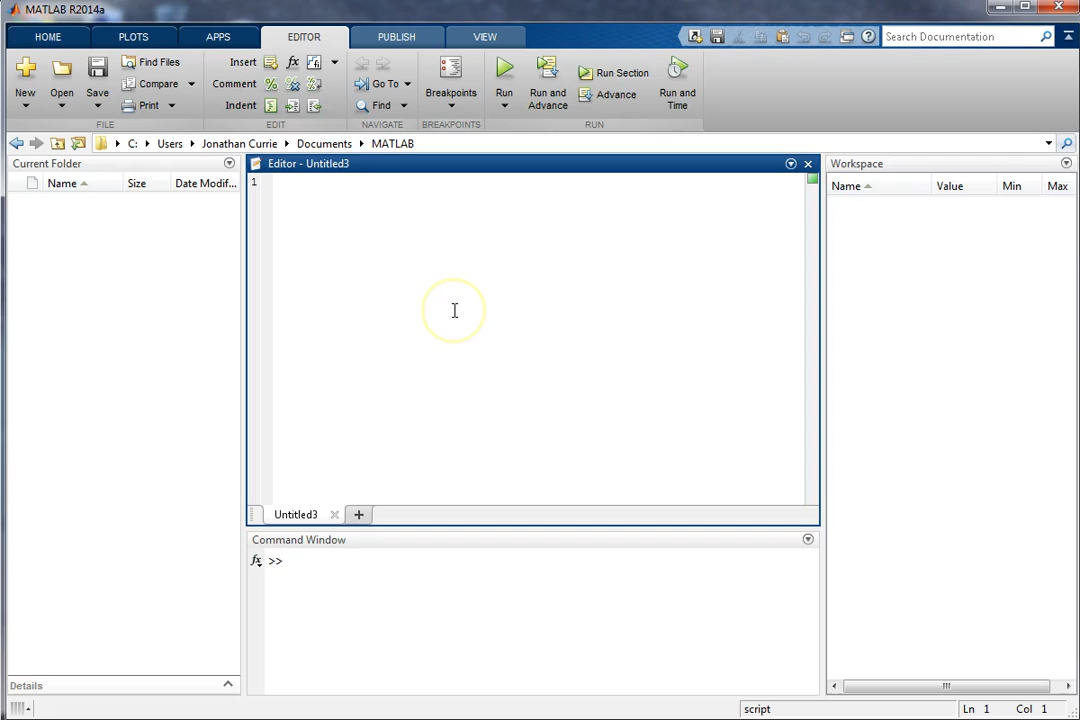 MATLAB R2014a
HOME PLOTS APPS EDITOR PUBLISH VIEW Search Documentation
New Open Save Find Files Compare Print
FILE
Insert fx
Comment
Indent
EDIT
Go To
Find
NAVIGATE
Breakpoints
BREAKPOINTS
Run Run and Advance Run Section Advance Run and Time
RUN
C: Users Jonathan Currie Documents MATLAB
Current Folder
Name Size Date Modif...
Details
Editor - Untitled3
1
Untitled3
Command Window
fx >>
Workspace
Name Value Min Max
script Ln 1 Col 1